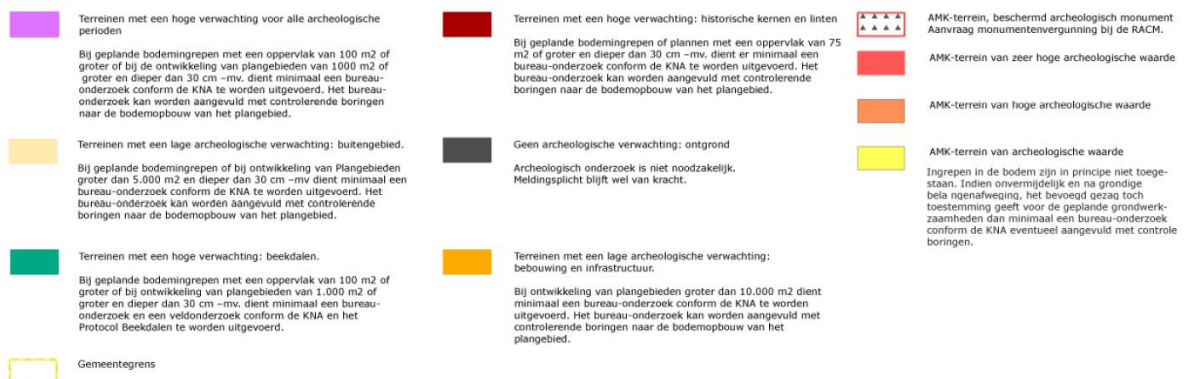 Terreinen met een hoge verwachting voor alle archeologische
perioden
Bij geplande bodemingrepen met een oppervlak van 100 m2 of
groter of bij de ontwikkeling van plangebieden van 1000 m2 of
groter en dieper dan 30 cm –mv. dient minimaal een bureau-
onderzoek conform de KNA te worden uitgevoerd. Het bureau-
onderzoek kan worden aangevuld met controlerende boringen
naar de bodemopbouw van het plangebied.
Terreinen met een lage archeologische verwachting: buitengebied.
Bij geplande bodemingrepen of bij ontwikkeling van Plangebieden
groter dan 5.000 m2 en dieper dan 30 cm –mv dient minimaal een
bureau-onderzoek conform de KNA te worden uitgevoerd. Het
bureau-onderzoek kan worden aangevuld met controlerende
boringen naar de bodemopbouw van het plangebied.
Terreinen met een hoge verwachting: beekdalen.
Bij geplande bodemingrepen met een oppervlak van 100 m2 of
groter of bij ontwikkeling van plangebieden van 1.000 m2 of
groter en dieper dan 30 cm –mv. dient minimaal een bureau-
onderzoek en een veldonderzoek conform de KNA en het
Protocol Beekdalen te worden uitgevoerd.
Gemeentegrens
Terreinen met een hoge verwachting: historische kernen en linten
Bij geplande bodemingrepen of plannen met een oppervlak van 75
m2 of groter en dieper dan 30 cm –mv. dient er minimaal een
bureau-onderzoek conform de KNA te worden uitgevoerd. Het
bureau-onderzoek kan worden aangevuld met controlerende
boringen naar de bodemopbouw van het plangebied.
Geen archeologische verwachting: ontgrond
Archeologisch onderzoek is niet noodzakelijk.
Meldingsplicht blijft wel van kracht.
Terreinen met een lage archeologische verwachting:
bebouwing en infrastructuur.
Bij ontwikkeling van plangebieden groter dan 10.000 m2 dient
minimaal een bureau-onderzoek conform de KNA te worden
uitgevoerd. Het bureau-onderzoek kan worden aangevuld met
controlerende boringen naar de bodemopbouw van het
plangebied.
AMK-terrein, beschermd archeologisch monument
Aanvraag monumentenvergunning bij de RACM.
AMK-terrein van zeer hoge archeologische waarde
AMK-terrein van hoge archeologische waarde
AMK-terrein van archeologische waarde
Ingrepen in de bodem zijn in principe niet toege-
staan. Indien onvermijdelijk en na grondige
bela ngenafweging, het bevoegd gezag toch
toestemming geeft voor de geplande grondwerk-
zaamheden dan minimaal een bureau-onderzoek
conform de KNA eventueel aangevuld met controle
boringen.